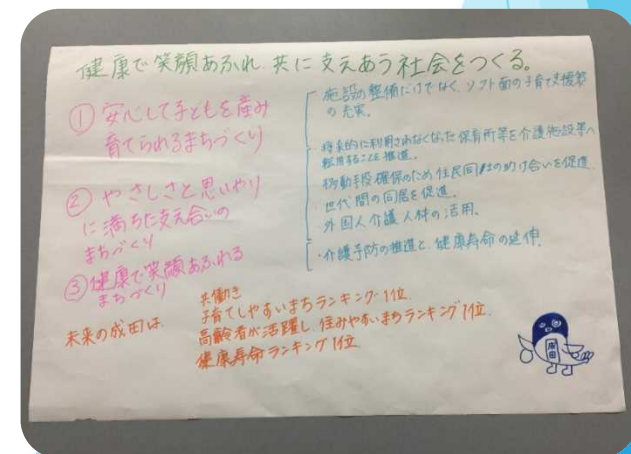 健康で笑顔あふれ、共に支えあう社会をつくる。
① 安心して子どもを産み
育てられるまちづくり
② やさしさと思いやり
に満ちた支え合いの
まちづくり
③ 健康で笑顔あふれる
まちづくり
・施設の整備だけでなく、ソフト面の子育て支援策
の充実。
・将来的に利用されなくなった保育所等を介護施設等へ
転用することを推進。
・移動手段確保のため住民同士の助け合いを促進。
・世代間の同居を促進。
・外国人介護人材の活用。
・介護予防の推進と、健康寿命の延伸。
未来の成田は
共働き
子育てしやすいまちランキング1位
高齢者が活躍し、住みやすいまちランキング1位
健康寿命ランキング1位
成田